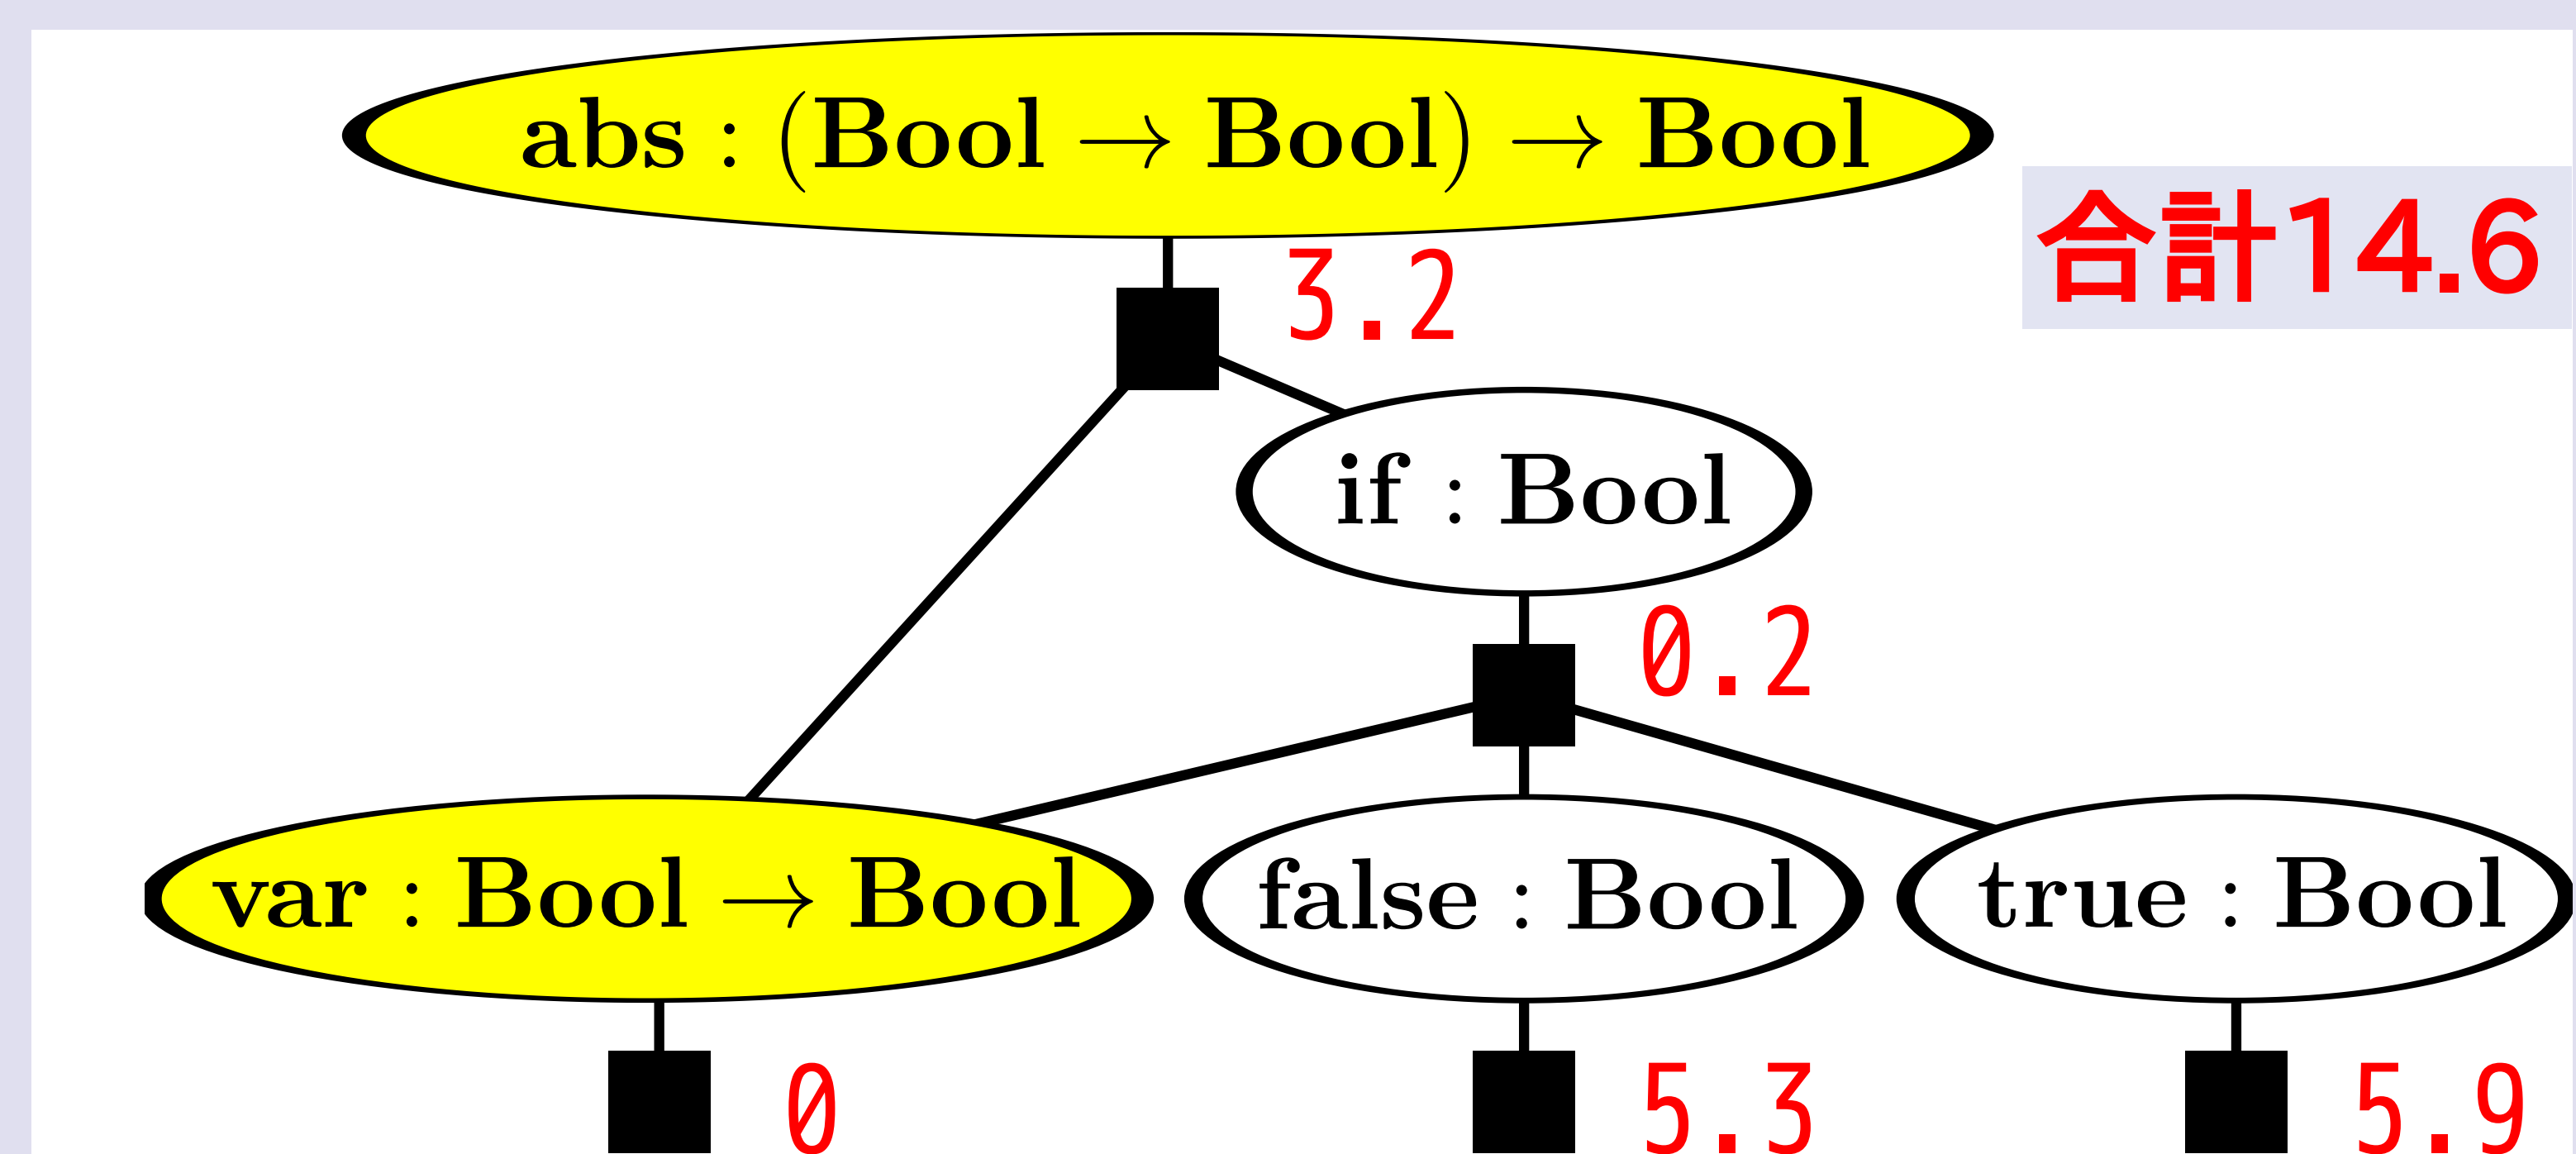 abs : (Bool → Bool) → Bool
合計14.6
3.2
if : Bool
0.2
var : Bool → Bool
false : Bool
true : Bool
0
5.3
5.9